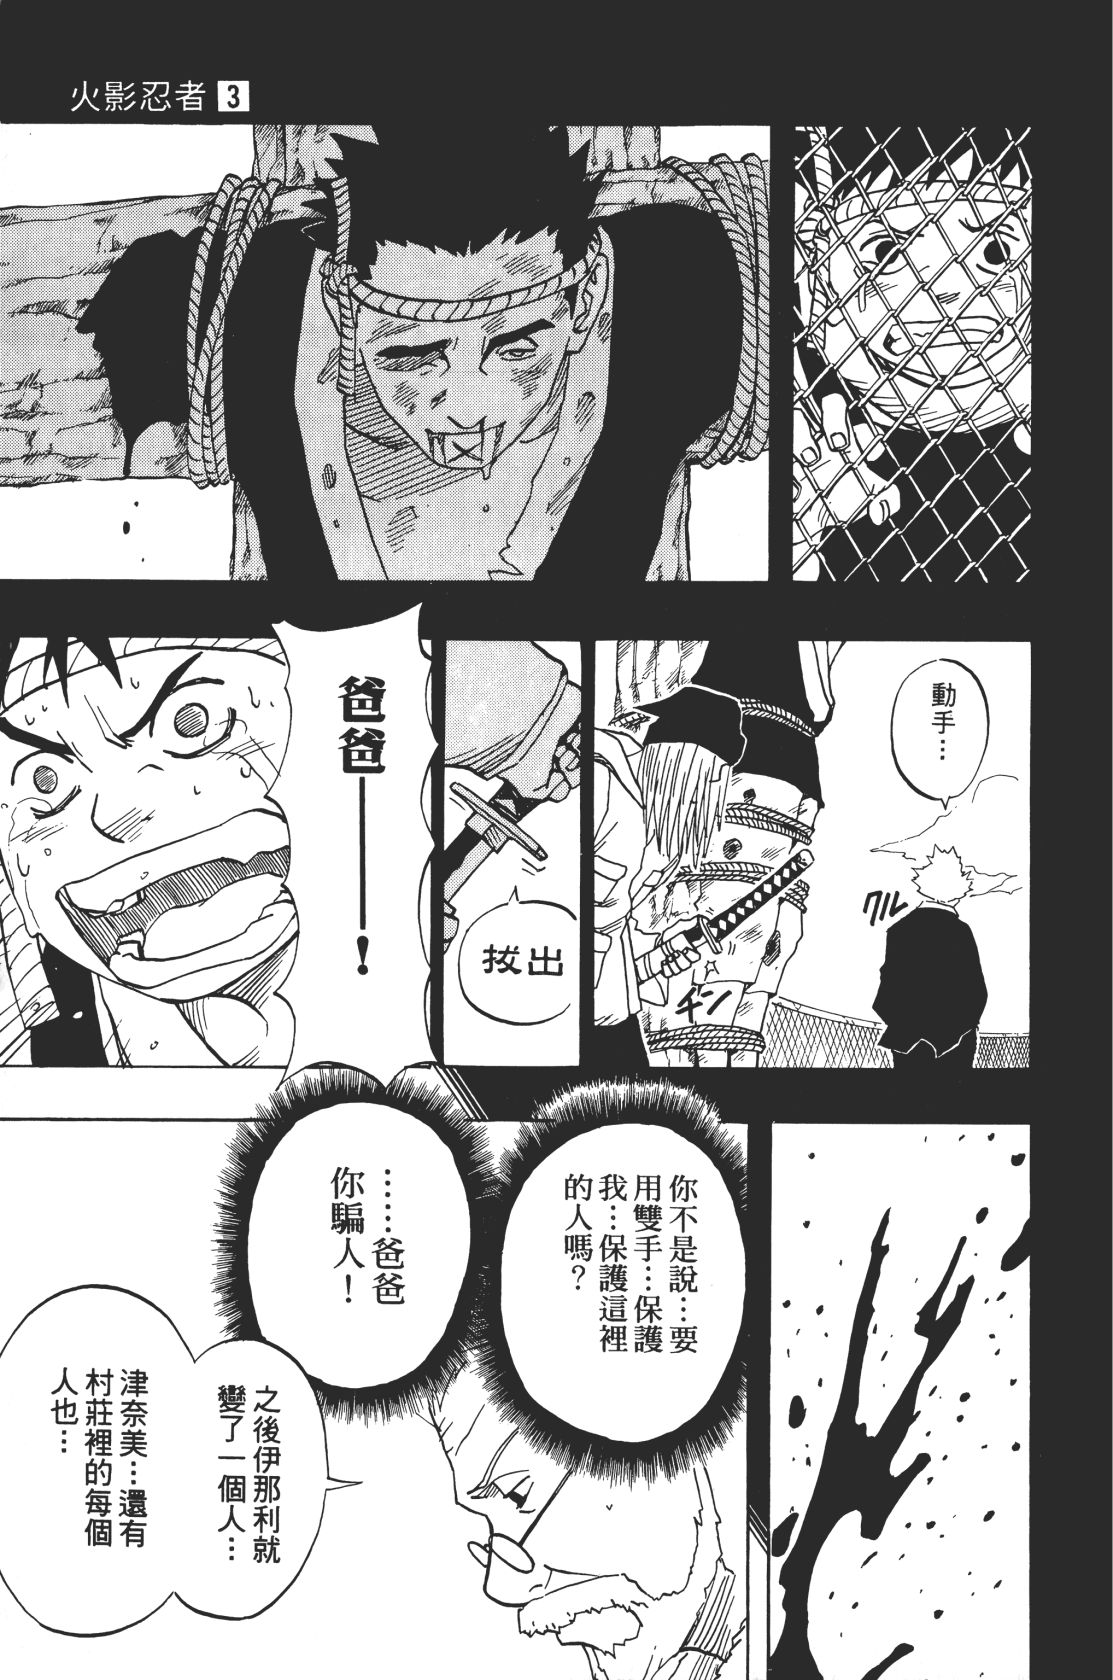 火影忍者 3
動手…
クルッ
チン
拔出
爸爸——！
你不是說…要
用雙手…保護
我…保護這裡
的人嗎？
……爸爸
你騙人！
之後伊那利就
變了一個人…
津奈美…還有
村莊裡的每個
人也…